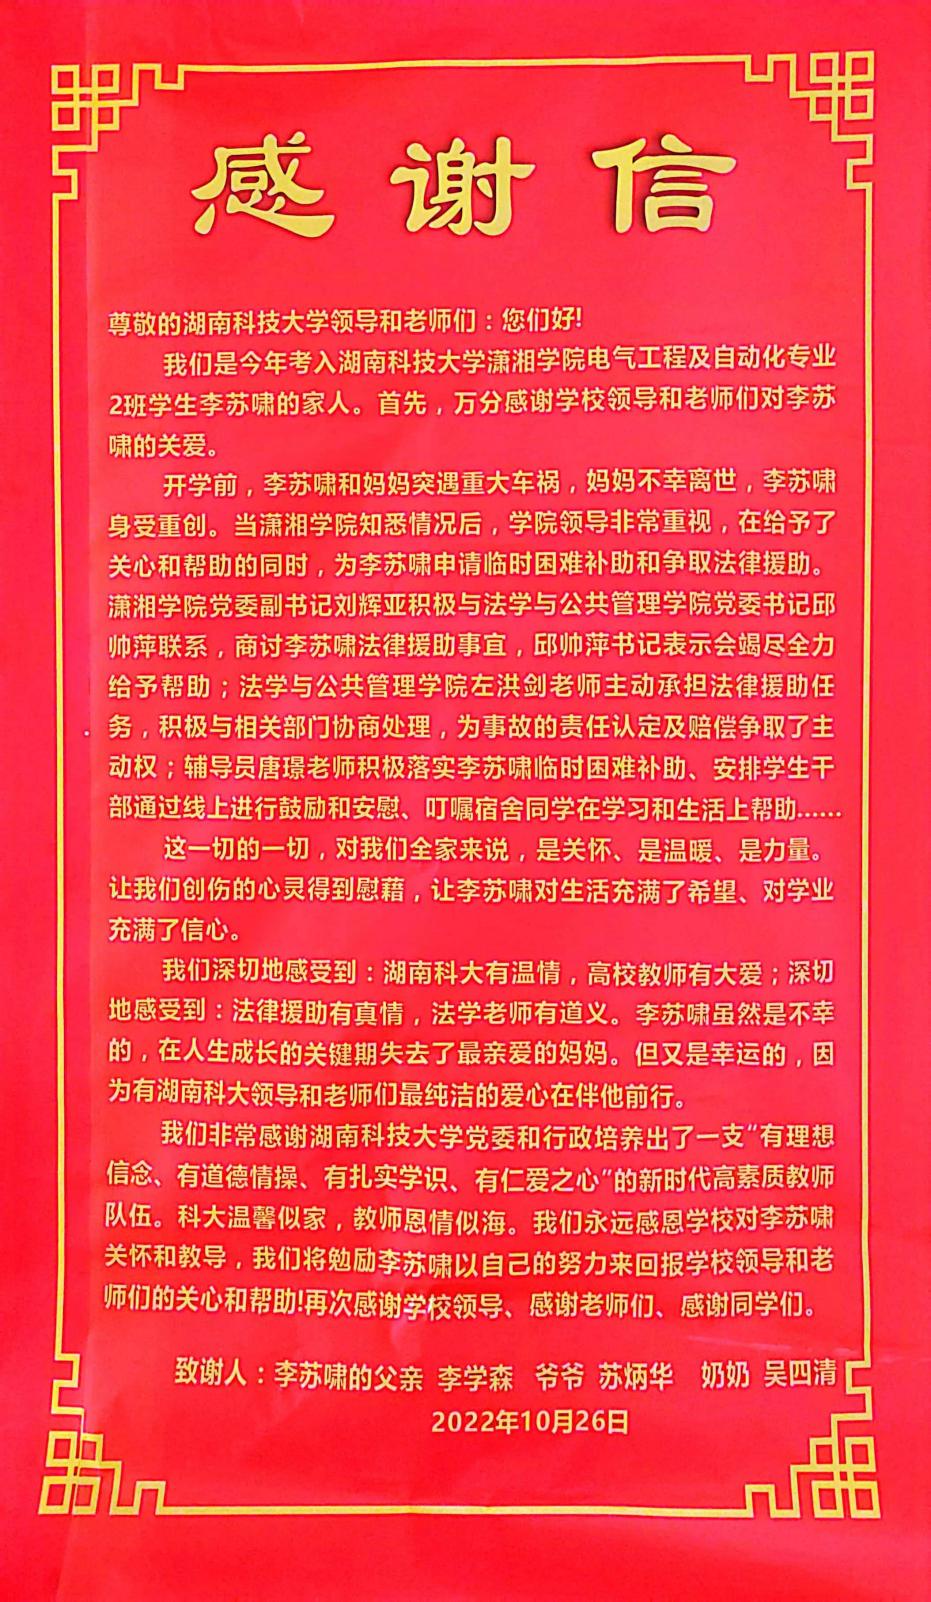 感谢信
尊敬的湖南科技大学领导和老师们：您们好!
我们是今年考入湖南科技大学潇湘学院电气工程及自动化专业
2班学生李苏啸的家人。首先，万分感谢学校领导和老师们对李苏
啸的关爱。
开学前，李苏啸和妈妈突遇重大车祸，妈妈不幸离世，李苏啸
身受重创。当潇湘学院知悉情况后，学院领导非常重视，在给予了
关心和帮助的同时，为李苏啸申请临时困难补助和争取法律援助。
潇湘学院党委副书记刘辉亚积极与法学与公共管理学院党委书记邱
帅萍联系，商讨李苏啸法律援助事宜，邱帅萍书记表示会竭尽全力
给予帮助；法学与公共管理学院左洪剑老师主动承担法律援助任
务，积极与相关部门协商处理，为事故的责任认定及赔偿争取了主
动权；辅导员唐璟老师积极落实李苏啸临时困难补助、安排学生干
部通过线上进行鼓励和安慰、叮嘱宿舍同学在学习和生活上帮助......
这一切的一切，对我们全家来说，是关怀、是温暖、是力量。
让我们创伤的心灵得到慰藉，让李苏啸对生活充满了希望、对学业
充满了信心。
我们深切地感受到：湖南科大有温情，高校教师有大爱；深切
地感受到：法律援助有真情，法学老师有道义。李苏啸虽然是不幸
的，在人生成长的关键期失去了最亲爱的妈妈。但又是幸运的，因
为有湖南科大领导和老师们最纯洁的爱心在伴他前行。
我们非常感谢湖南科技大学党委和行政培养出了一支"有理想
信念、有道德情操、有扎实学识、有仁爱之心"的新时代高素质教师
队伍。科大温馨似家，教师恩情似海。我们永远感恩学校对李苏啸
关怀和教导，我们将勉励李苏啸以自己的努力来回报学校领导和老
师们的关心和帮助!再次感谢学校领导、感谢老师们、感谢同学们。
致谢人：李苏啸的父亲 李学森 爷爷 苏炳华 奶奶 吴四清
2022年10月26日